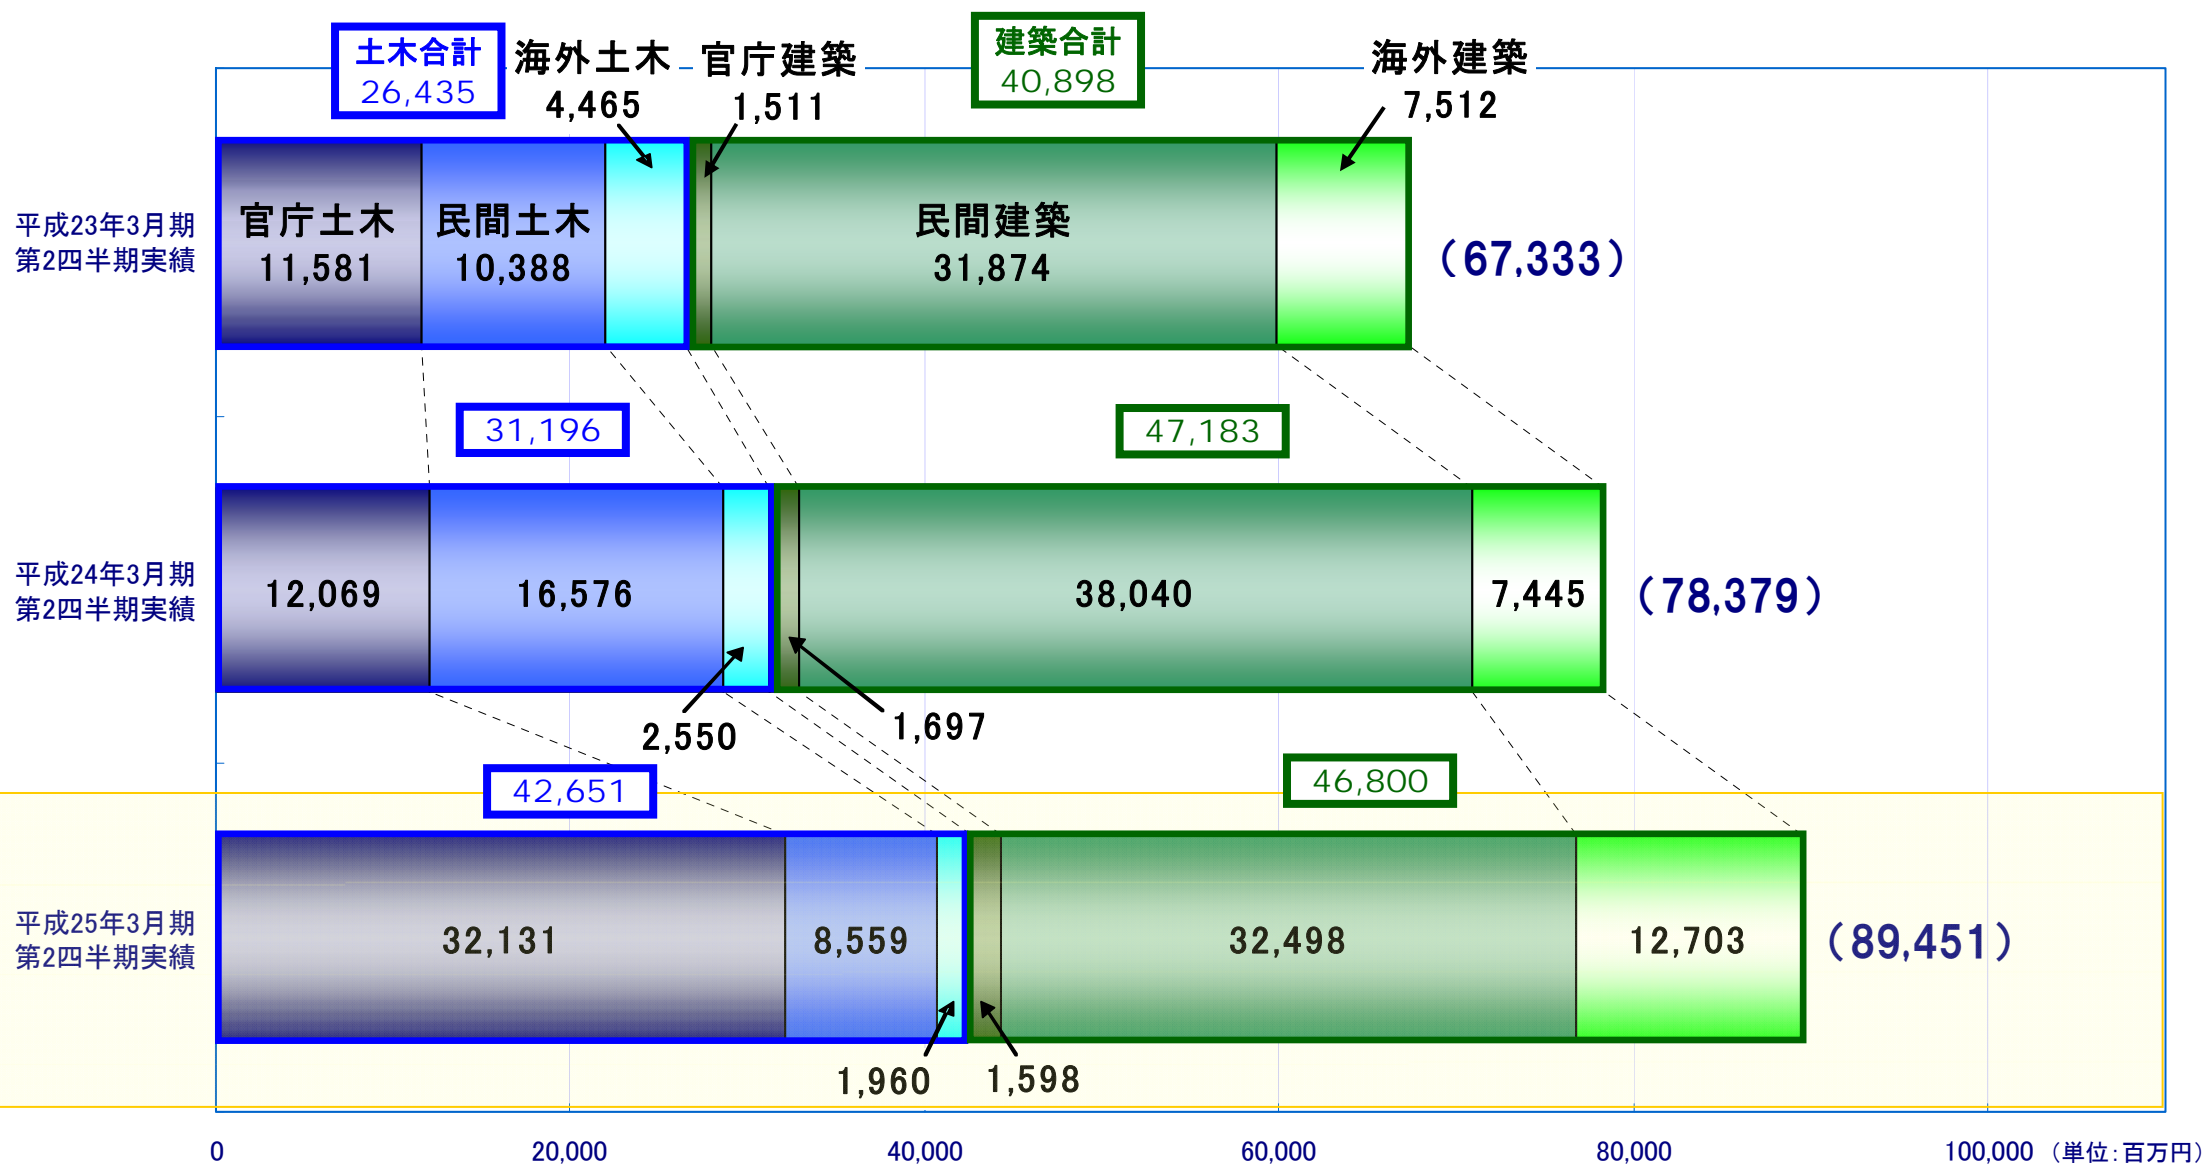 土木合計
26,435
海外土木
4,465
官庁建築
1,511
建築合計
40,898
海外建築
7,512
平成23年3月期
第2四半期実績
官庁土木
11,581
民間土木
10,388
民間建築
31,874
（67,333）
31,196
47,183
平成24年3月期
第2四半期実績
12,069
16,576
38,040
7,445
（78,379）
2,550
1,697
42,651
46,800
平成25年3月期
第2四半期実績
32,131
8,559
32,498
12,703
（89,451）
1,960
1,598
0
20,000
40,000
60,000
80,000
100,000
（単位：百万円）